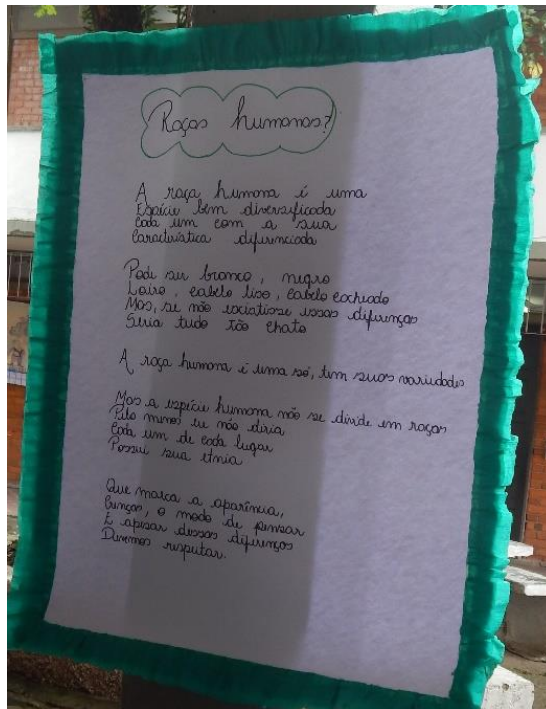 Raças humanas?
A raça humana é uma
Espécie bem diversificada
Cada um com a sua
Característica diferenciada
Pode ser branco, negro
Loiro, cabelo liso, cabelo cacheado
Mas, se não existisse essas diferenças
Seria tudo tão chato
A raça humana é uma só, tem suas variedades
Mas a espécie humana não se divide em raças
Pelo menos eu não diria
Cada um de cada lugar
Possui sua etnia
Que marca a aparência,
Crenças, o modo de pensar
E apesar dessas diferenças
Devemos respeitar.